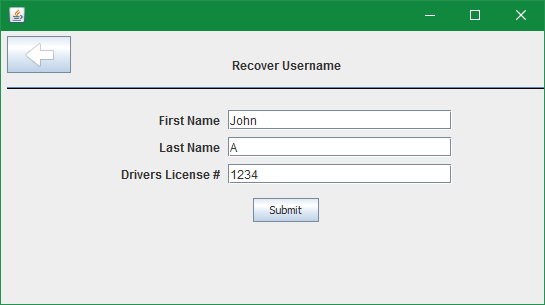 Recover Username
First Name John
Last Name A
Drivers License # 1234
Submit